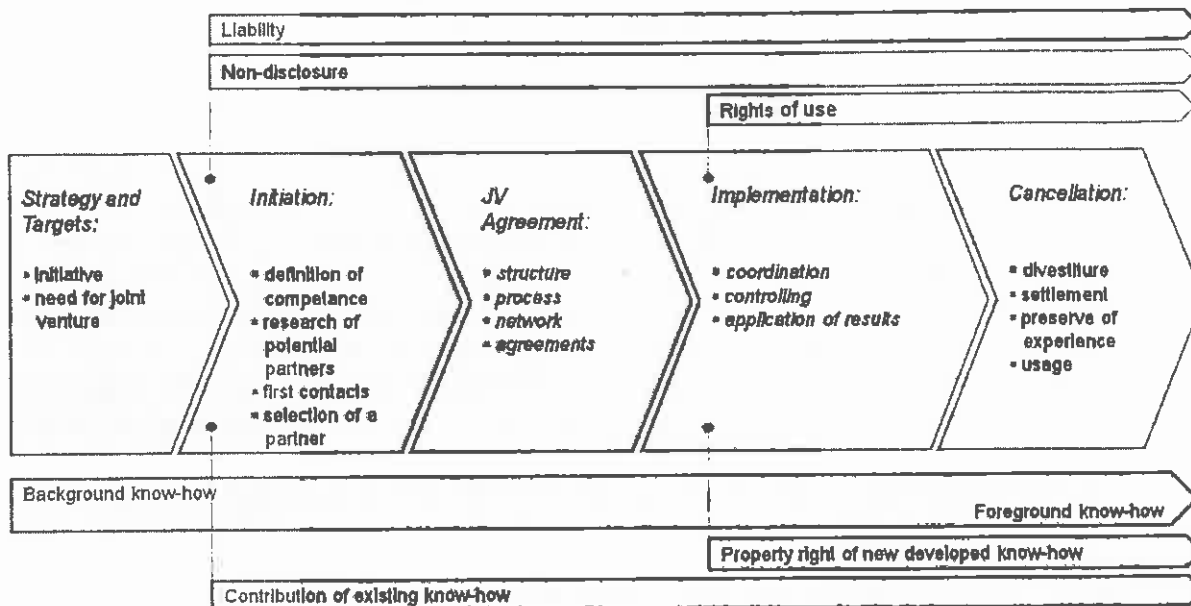 Liability
Non-disclosure
Rights of use
Strategy and
Targets:
• initiative
• need for joint
venture
Initiation:
• definition of
competance
• research of
potential
partners
• first contacts
• selection of a
partner
JV
Agreement:
• structure
• process
• network
• agreements
Implementation:
• coordination
• controlling
• application of results
Cancellation:
• divestiture
• settlement
• preserve of
experience
• usage
Background know-how
Foreground know-how
Property right of new developed know-how
Contribution of existing know-how